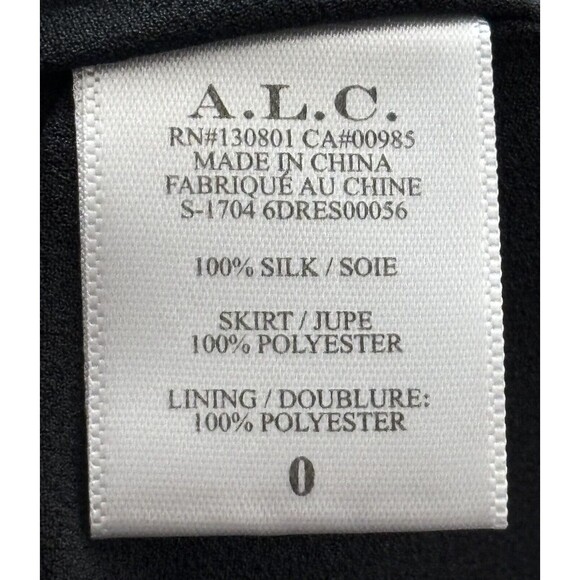 A.L.C.
RN#130801 CA#00985
MADE IN CHINA
FABRIQUÉ AU CHINE
S-1704 6DRES00056
100% SILK / SOIE
SKIRT / JUPE
100% POLYESTER
LINING / DOUBLURE:
100% POLYESTER
0